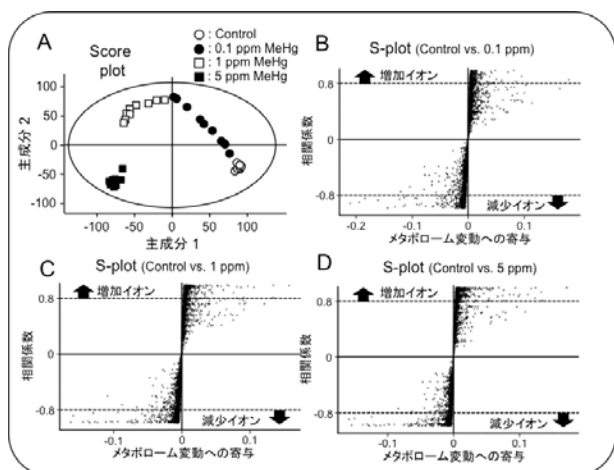 A
Score
plot
○ : Control
● : 0.1 ppm MeHg
□ : 1 ppm MeHg
■ : 5 ppm MeHg
主成分 2
100
50
0
-50
-100
-100
-50
0
50
100
主成分 1
B
S-plot (Control vs. 0.1 ppm)
増加イオン
減少イオン
相関係数
0.8
0
-0.8
-0.2
-0.1
0
0.1
メタボローム変動への寄与
C
S-plot (Control vs. 1 ppm)
増加イオン
減少イオン
相関係数
0.8
0
-0.8
-0.1
0
0.1
メタボローム変動への寄与
D
S-plot (Control vs. 5 ppm)
増加イオン
減少イオン
相関係数
0.8
0
-0.8
-0.1
0
0.1
メタボローム変動への寄与